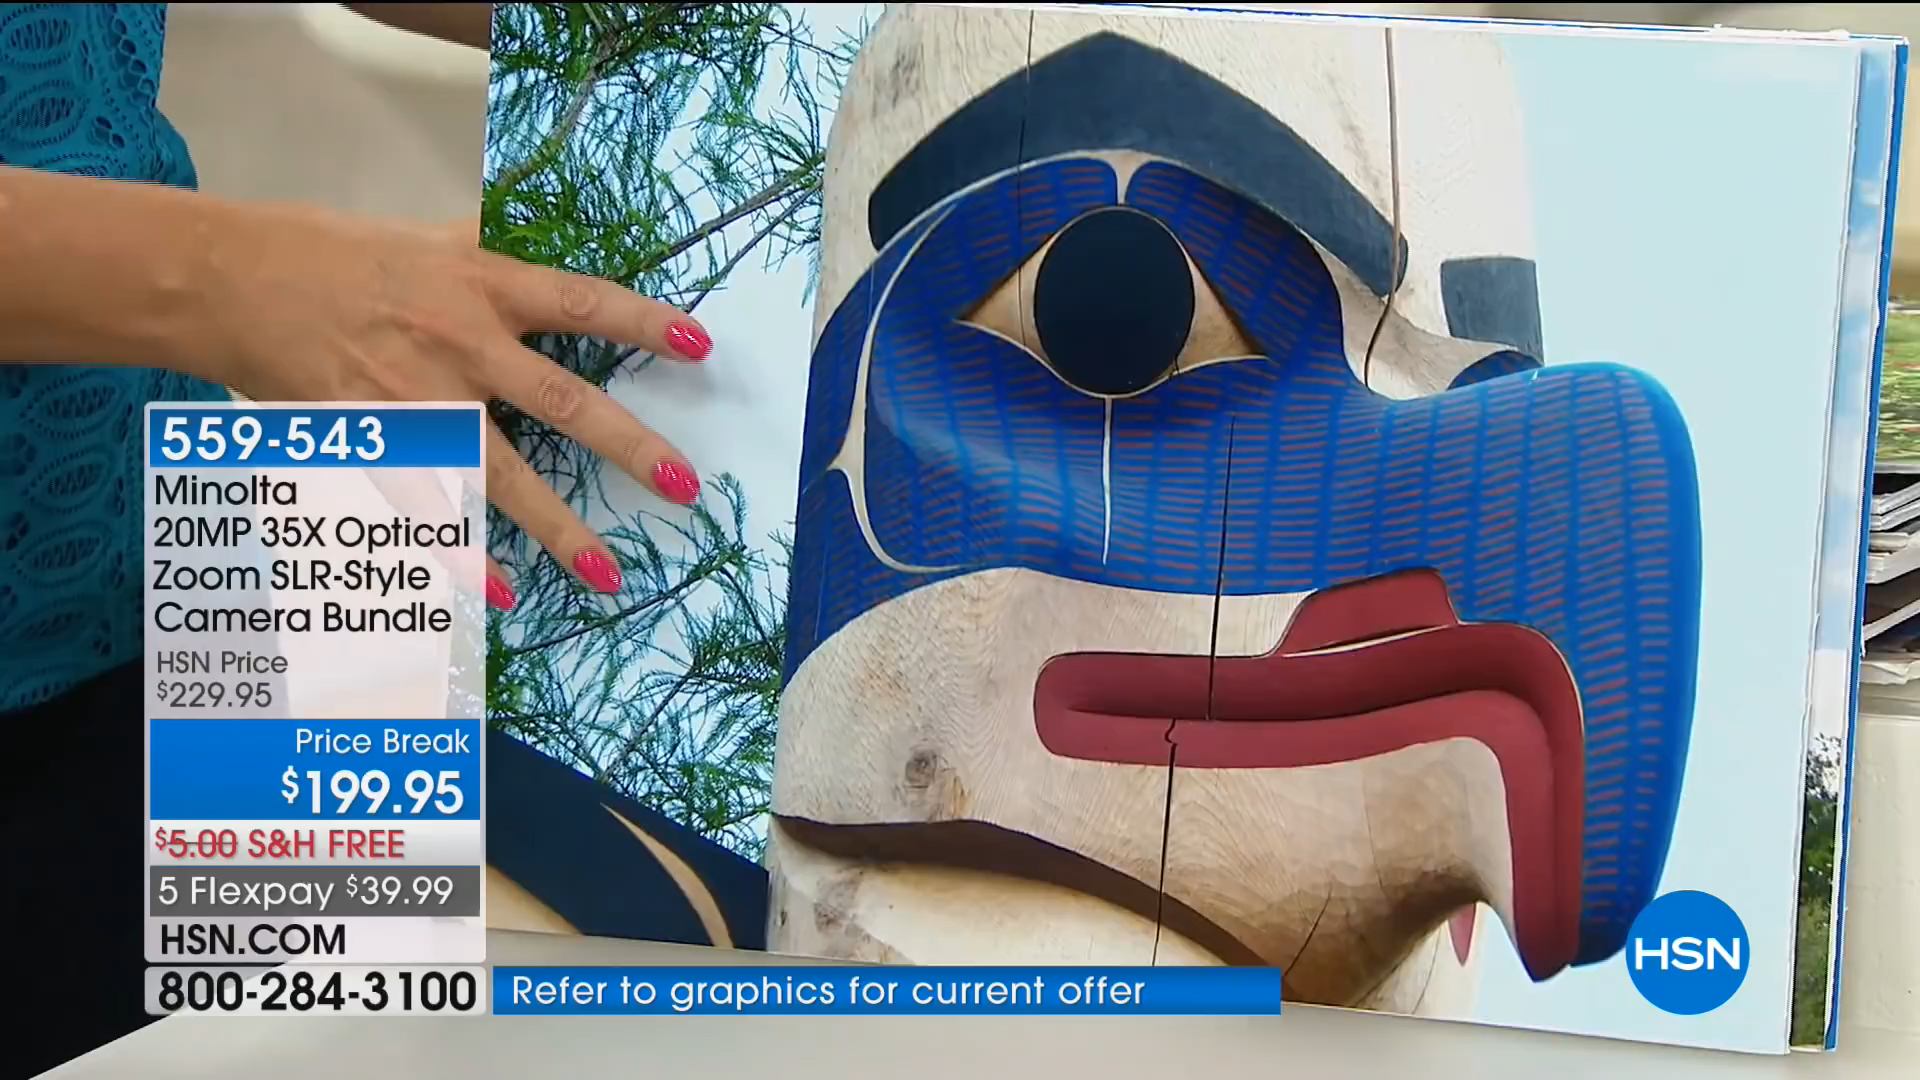 559-543
Minolta
20MP 35X Optical
Zoom SLR-Style
Camera Bundle
HSN Price
$229.95
Price Break
$199.95
$5.00 S&H FREE
5 Flexpay $39.99
HSN.COM
800-284-3100
Refer to graphics for current offer
HSN